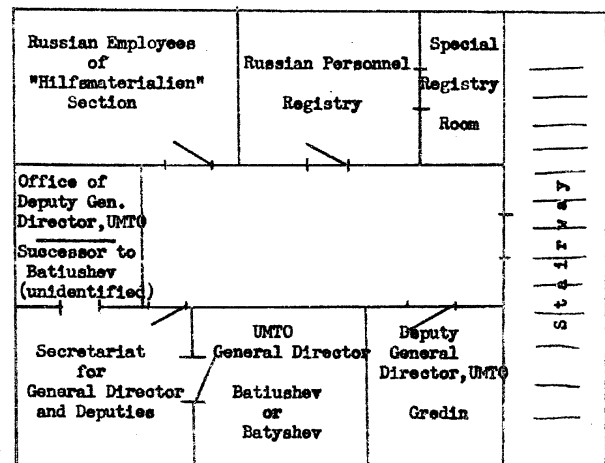 Russian Employees
of
"Hilfsmaterialien"
Section
Russian Personnel
Registry
Special
Registry
Room
Office of
Deputy Gen.
Director, UMTO
Successor to
Batiushev
(unidentified)
Secretariat
for
General Director
and Deputies
UMTO
General Director
Batiushev
or
Batyshev
Deputy
General
Director, UMTO
Gredin
Stairway